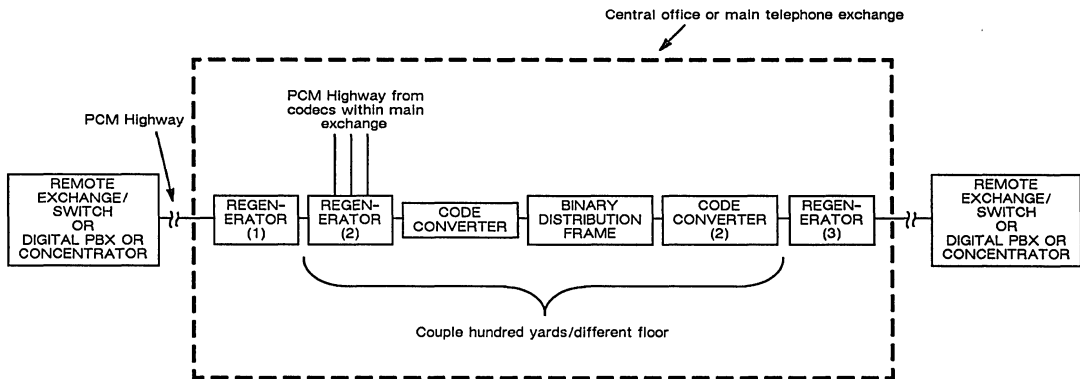 Central office or main telephone exchange
PCM Highway from
codecs within main
exchange
PCM Highway
REMOTE
EXCHANGE/
SWITCH
OR
DIGITAL PBX OR
CONCENTRATOR
REGEN-
ERATOR
(1)
REGEN-
ERATOR
(2)
CODE
CONVERTER
BINARY
DISTRIBUTION
FRAME
CODE
CONVERTER
(2)
REGEN-
ERATOR
(3)
REMOTE
EXCHANGE/
SWITCH
OR
DIGITAL PBX OR
CONCENTRATOR
Couple hundred yards/different floor